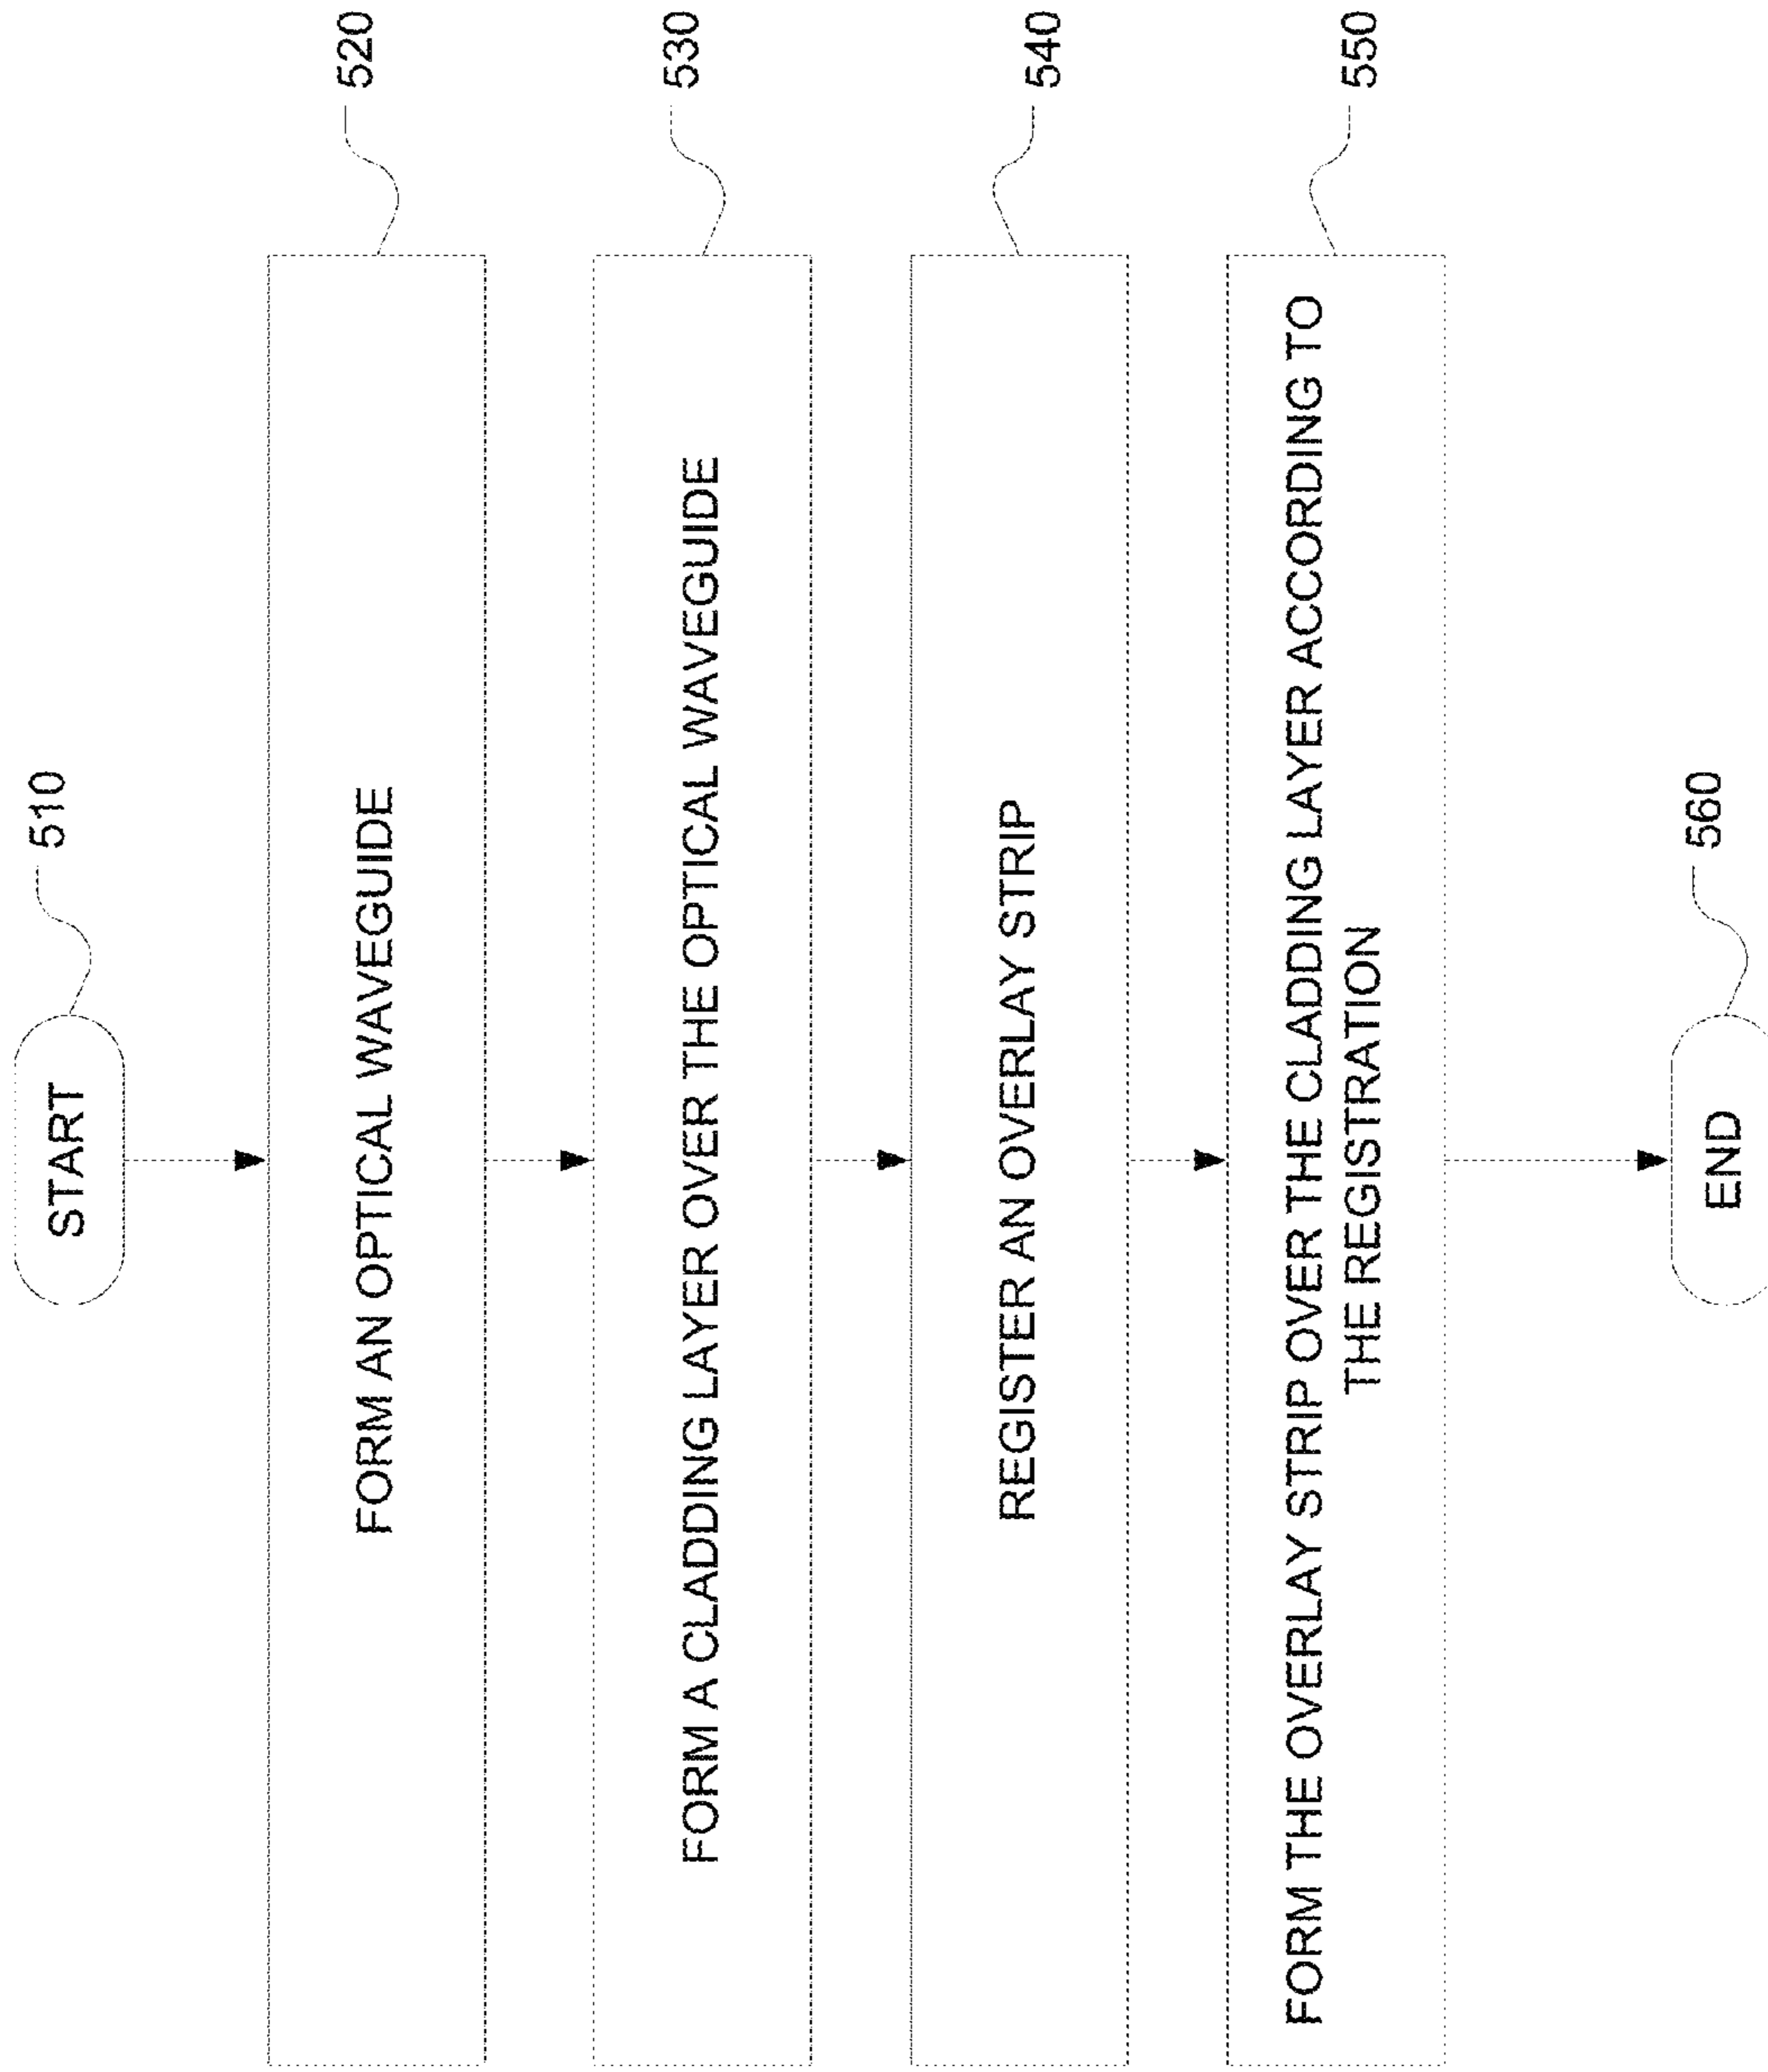 START
510
FORM AN OPTICAL WAVEGUIDE
520
FORM A CLADDING LAYER OVER THE OPTICAL WAVEGUIDE
530
REGISTER AN OVERLAY STRIP
540
FORM THE OVERLAY STRIP OVER THE CLADDING LAYER ACCORDING TO
THE REGISTRATION
550
END
560